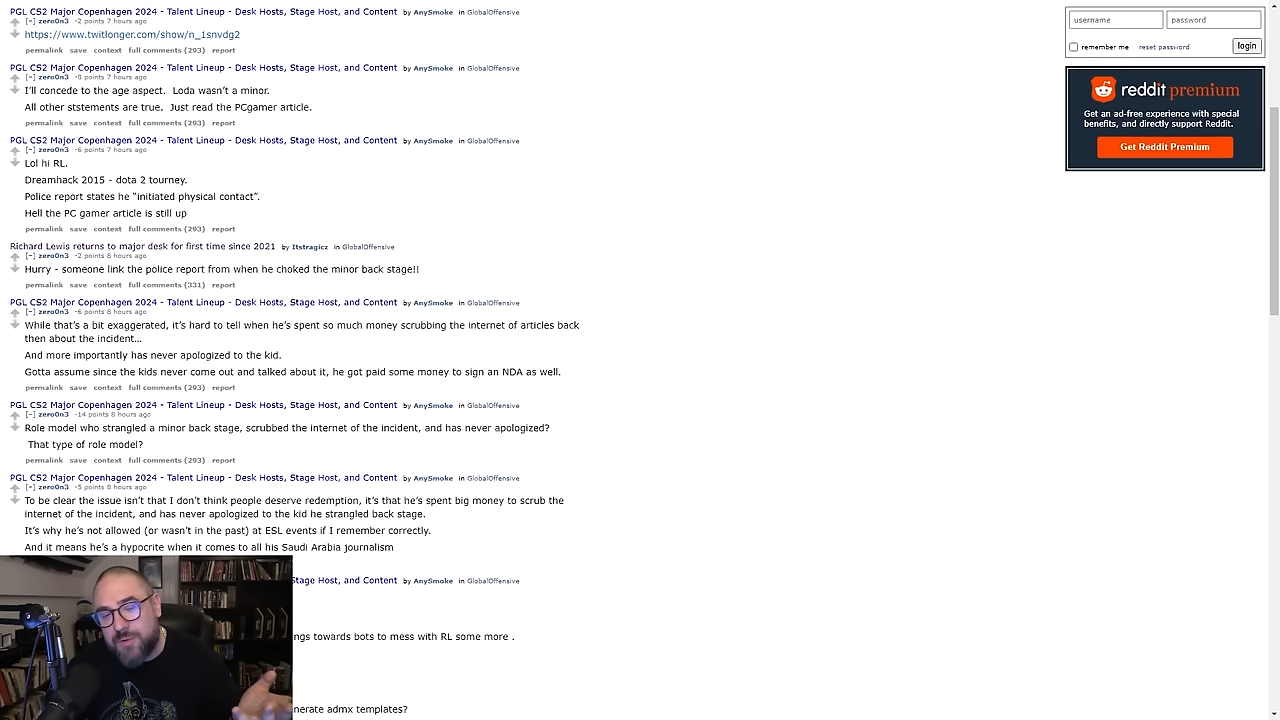 PGL CS2 Major Copenhagen 2024 - Talent Lineup - Desk Hosts, Stage Host, and Content by AnySmoke in GlobalOffensive
[–] zero0n3 -2 points 7 hours ago
https://www.twitlonger.com/show/n_1snvdg2
permalink save context full comments (293) report
PGL CS2 Major Copenhagen 2024 - Talent Lineup - Desk Hosts, Stage Host, and Content by AnySmoke in GlobalOffensive
[–] zero0n3 -8 points 7 hours ago
I'll concede to the age aspect. Loda wasn't a minor.
All other ststements are true. Just read the PCgamer article.
permalink save context full comments (293) report
PGL CS2 Major Copenhagen 2024 - Talent Lineup - Desk Hosts, Stage Host, and Content by AnySmoke in GlobalOffensive
[–] zero0n3 -6 points 7 hours ago
Lol hi RL.
Dreamhack 2015 - dota 2 tourney.
Police report states he “initiated physical contact”.
Hell the PC gamer article is still up
permalink save context full comments (293) report
Richard Lewis returns to major desk for first time since 2021 by Itstragicz in GlobalOffensive
[–] zero0n3 -2 points 8 hours ago
Hurry - someone link the police report from when he choked the minor back stage!!
permalink save context full comments (331) report
PGL CS2 Major Copenhagen 2024 - Talent Lineup - Desk Hosts, Stage Host, and Content by AnySmoke in GlobalOffensive
[–] zero0n3 -6 points 8 hours ago
While that's a bit exaggerated, it's hard to tell when he's spent so much money scrubbing the internet of articles back
then about the incident...
And more importantly has never apologized to the kid.
Gotta assume since the kids never come out and talked about it, he got paid some money to sign an NDA as well.
permalink save context full comments (293) report
PGL CS2 Major Copenhagen 2024 - Talent Lineup - Desk Hosts, Stage Host, and Content by AnySmoke in GlobalOffensive
[–] zero0n3 -14 points 8 hours ago
Role model who strangled a minor back stage, scrubbed the internet of the incident, and has never apologized?
That type of role model?
permalink save context full comments (293) report
PGL CS2 Major Copenhagen 2024 - Talent Lineup - Desk Hosts, Stage Host, and Content by AnySmoke in GlobalOffensive
[–] zero0n3 -5 points 8 hours ago
To be clear the issue isn't that I don't think people deserve redemption, it's that he's spent big money to scrub the
internet of the incident, and has never apologized to the kid he strangled back stage.
It's why he's not allowed (or wasn't in the past) at ESL events if I remember correctly.
And it means he's a hypocrite when it comes to all his Saudi Arabia journalism
Stage Host, and Content by AnySmoke in GlobalOffensive
ngs towards bots to mess with RL some more .
nerate admx templates?
username password
remember me reset password login
reddit premium
Get an ad-free experience with special
benefits, and directly support Reddit.
Get Reddit Premium